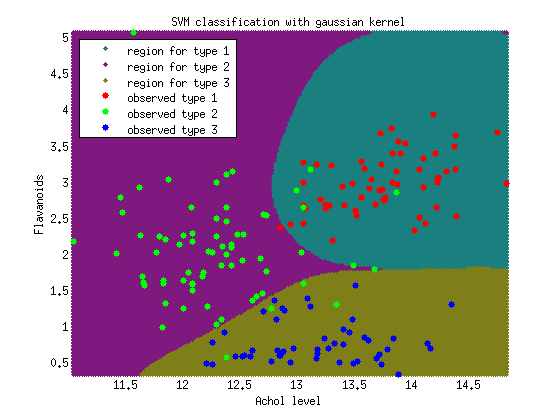 SVM classification with gaussian kernel
region for type 1
region for type 2
region for type 3
observed type 1
observed type 2
observed type 3
5
4.5
4
3.5
3
2.5
2
1.5
1
0.5
Flavanoids
11.5
12
12.5
13
13.5
14
14.5
Achol level